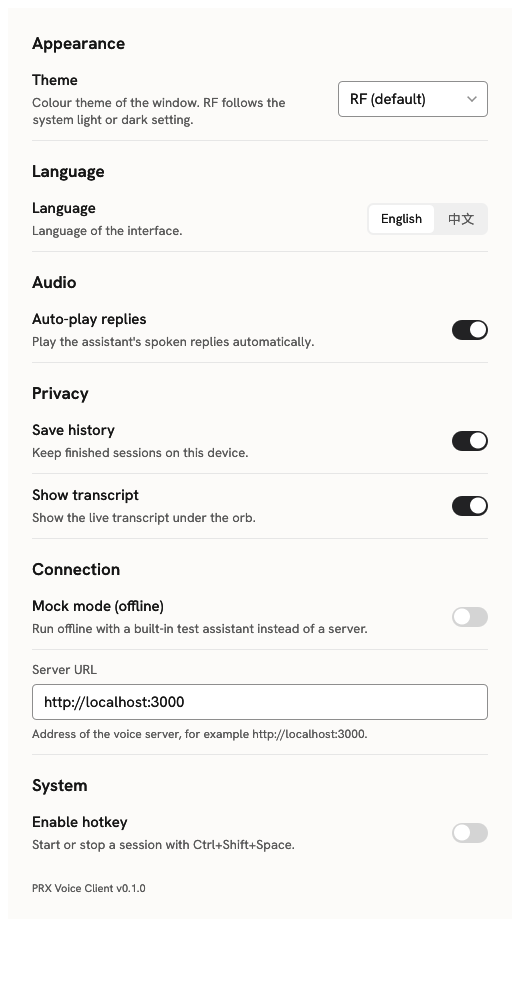 Appearance
Theme
Colour theme of the window. RF follows the
system light or dark setting.
RF (default)
Language
Language
Language of the interface.
English
中文
Audio
Auto-play replies
Play the assistant's spoken replies automatically.
Privacy
Save history
Keep finished sessions on this device.
Show transcript
Show the live transcript under the orb.
Connection
Mock mode (offline)
Run offline with a built-in test assistant instead of a server.
Server URL
http://localhost:3000
Address of the voice server, for example http://localhost:3000.
System
Enable hotkey
Start or stop a session with Ctrl+Shift+Space.
PRX Voice Client v0.1.0